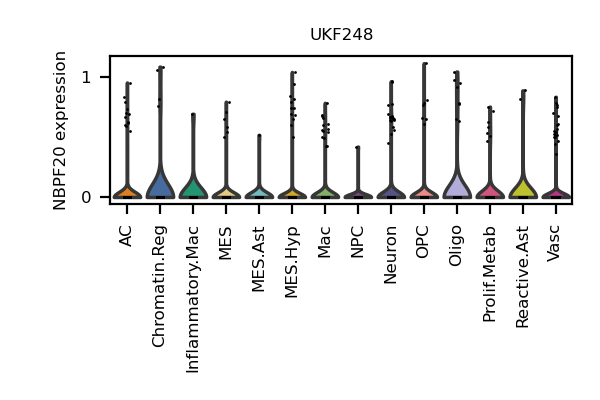 UKF248
NBPF20 expression
1
0
AC
Chromatin.Reg
Inflammatory.Mac
MES
MES.Ast
MES.Hyp
Mac
NPC
Neuron
OPC
Oligo
Prolif.Metab
Reactive.Ast
Vasc